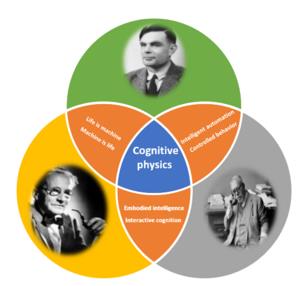 Life is machine
Machine is life
Intelligent automation
Controlled behavior
Cognitive
physics
Embodied intelligence
Interactive cognition